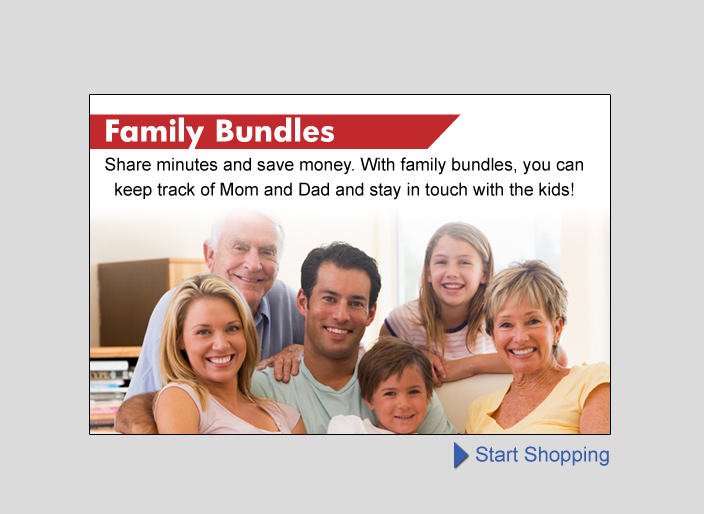 Family Bundles
Share minutes and save money. With family bundles, you can
keep track of Mom and Dad and stay in touch with the kids!
Start Shopping